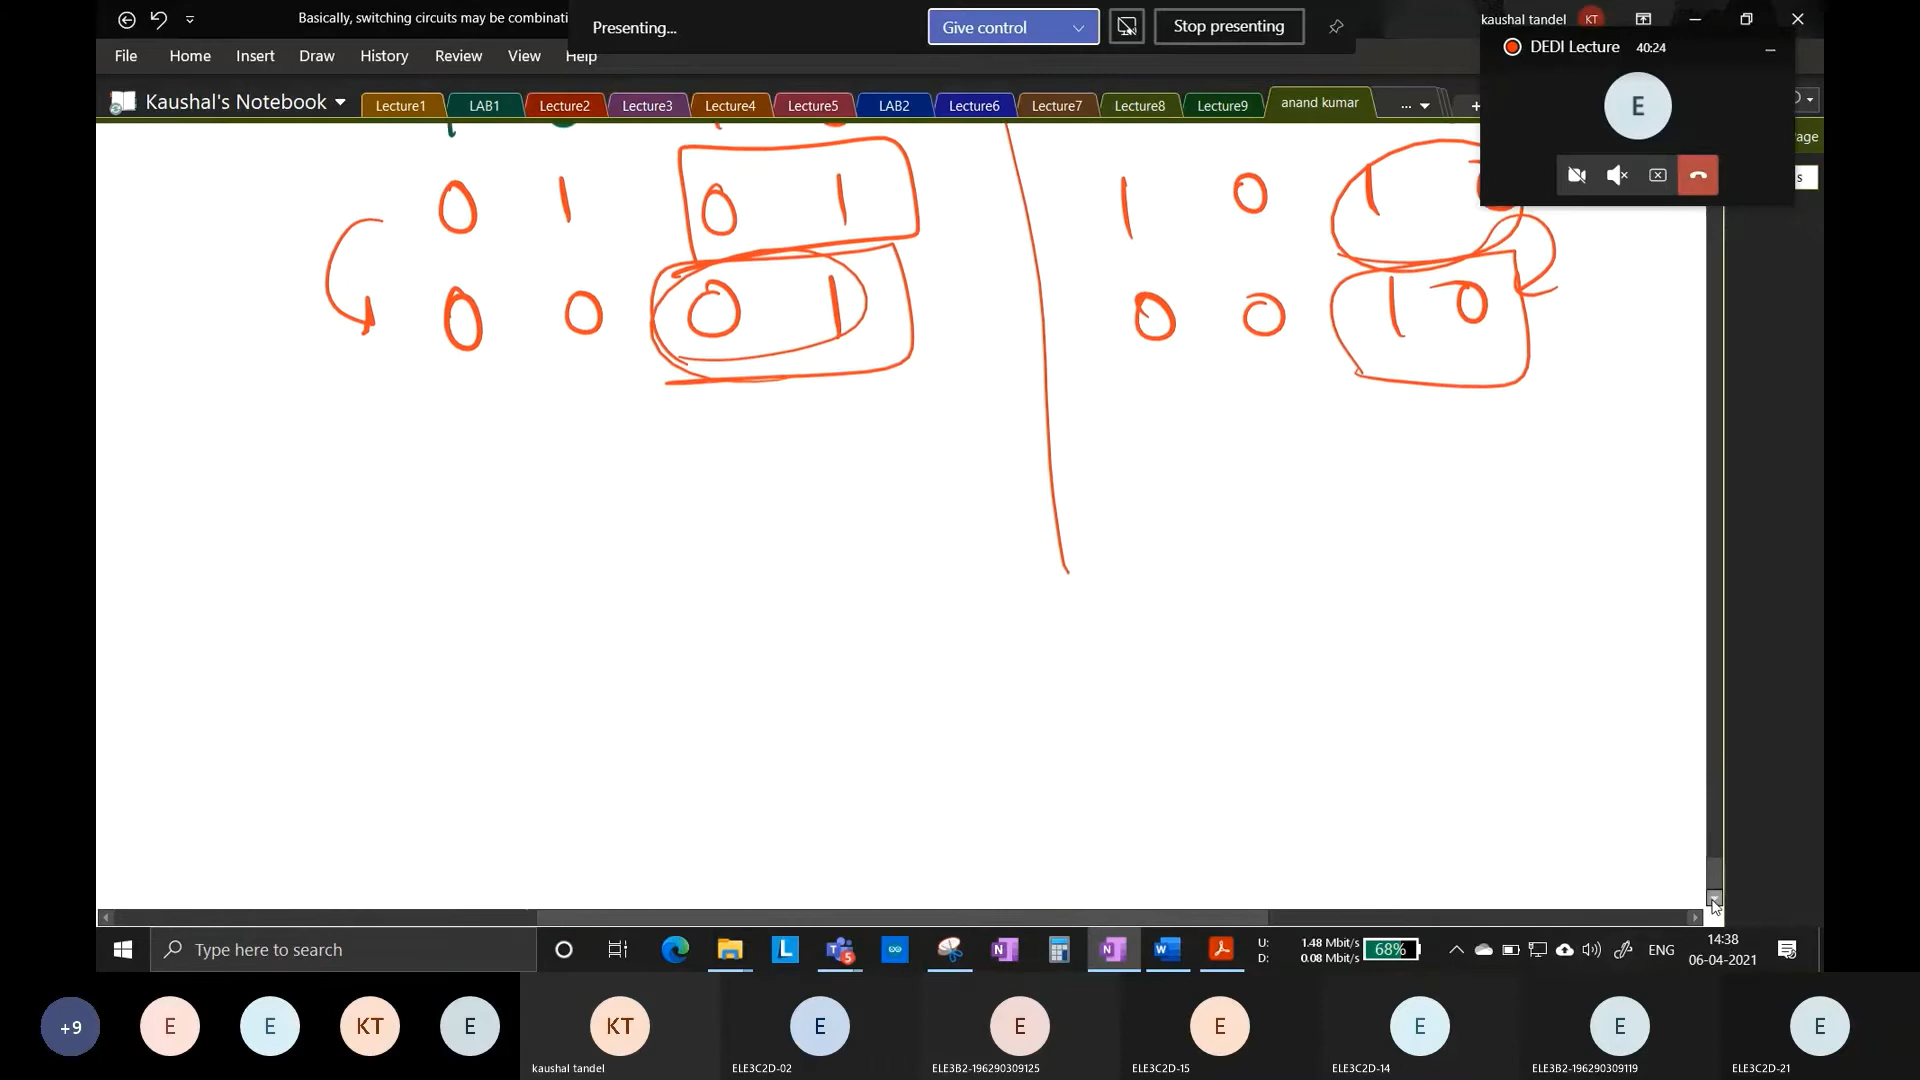 Basically, switching circuits may be combinati
Presenting...
Give control
Stop presenting
kaushal tandel
KT
DEDI Lecture 40:24
E
File Home Insert Draw History Review View Help
Kaushal's Notebook
Lecture1 LAB1 Lecture2 Lecture3 Lecture4 Lecture5 LAB2 Lecture6 Lecture7 Lecture8 Lecture9 anand kumar ... +
age
s
0 1 0 1 1 0 1
0 0 0 1 0 0 1 0
Type here to search
L
5
U: 1.48 Mbit/s
D: 0.08 Mbit/s
68%
ENG
14:38
06-04-2021
+9 E E KT E KT E E E E E E
kaushal tandel ELE3C2D-02 ELE3B2-196290309125 ELE3C2D-15 ELE3C2D-14 ELE3B2-196290309119 ELE3C2D-21